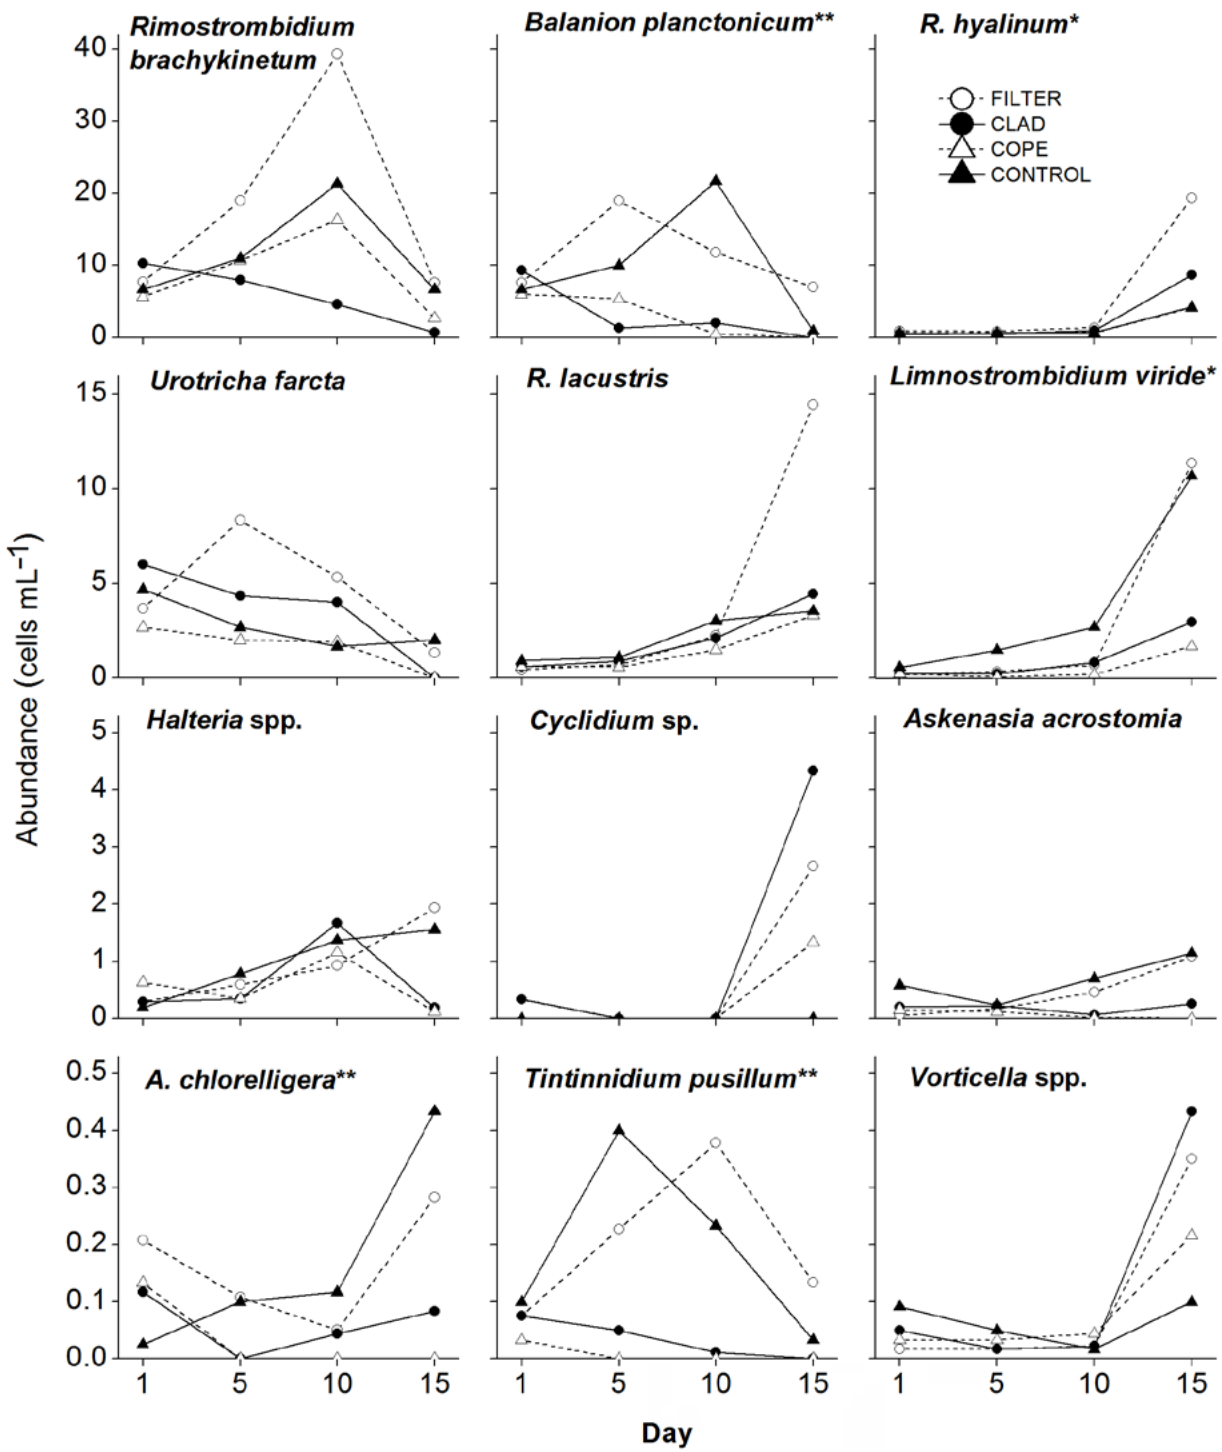 Rimostrombidium
brachykinetum
Balanion planctonicum**
R. hyalinum*
40
30
20
10
0
FILTER
CLAD
COPE
CONTROL
Urotricha farcta
R. lacustris
Limnostrombidium viride*
15
10
5
0
Halteria spp.
Cyclidium sp.
Askenasia acrostomia
5
4
3
2
1
0
A. chlorelligera**
Tintinnidium pusillum**
Vorticella spp.
0.5
0.4
0.3
0.2
0.1
0.0
1 5 10 15
1 5 10 15
1 5 10 15
Abundance (cells mL⁻¹)
Day